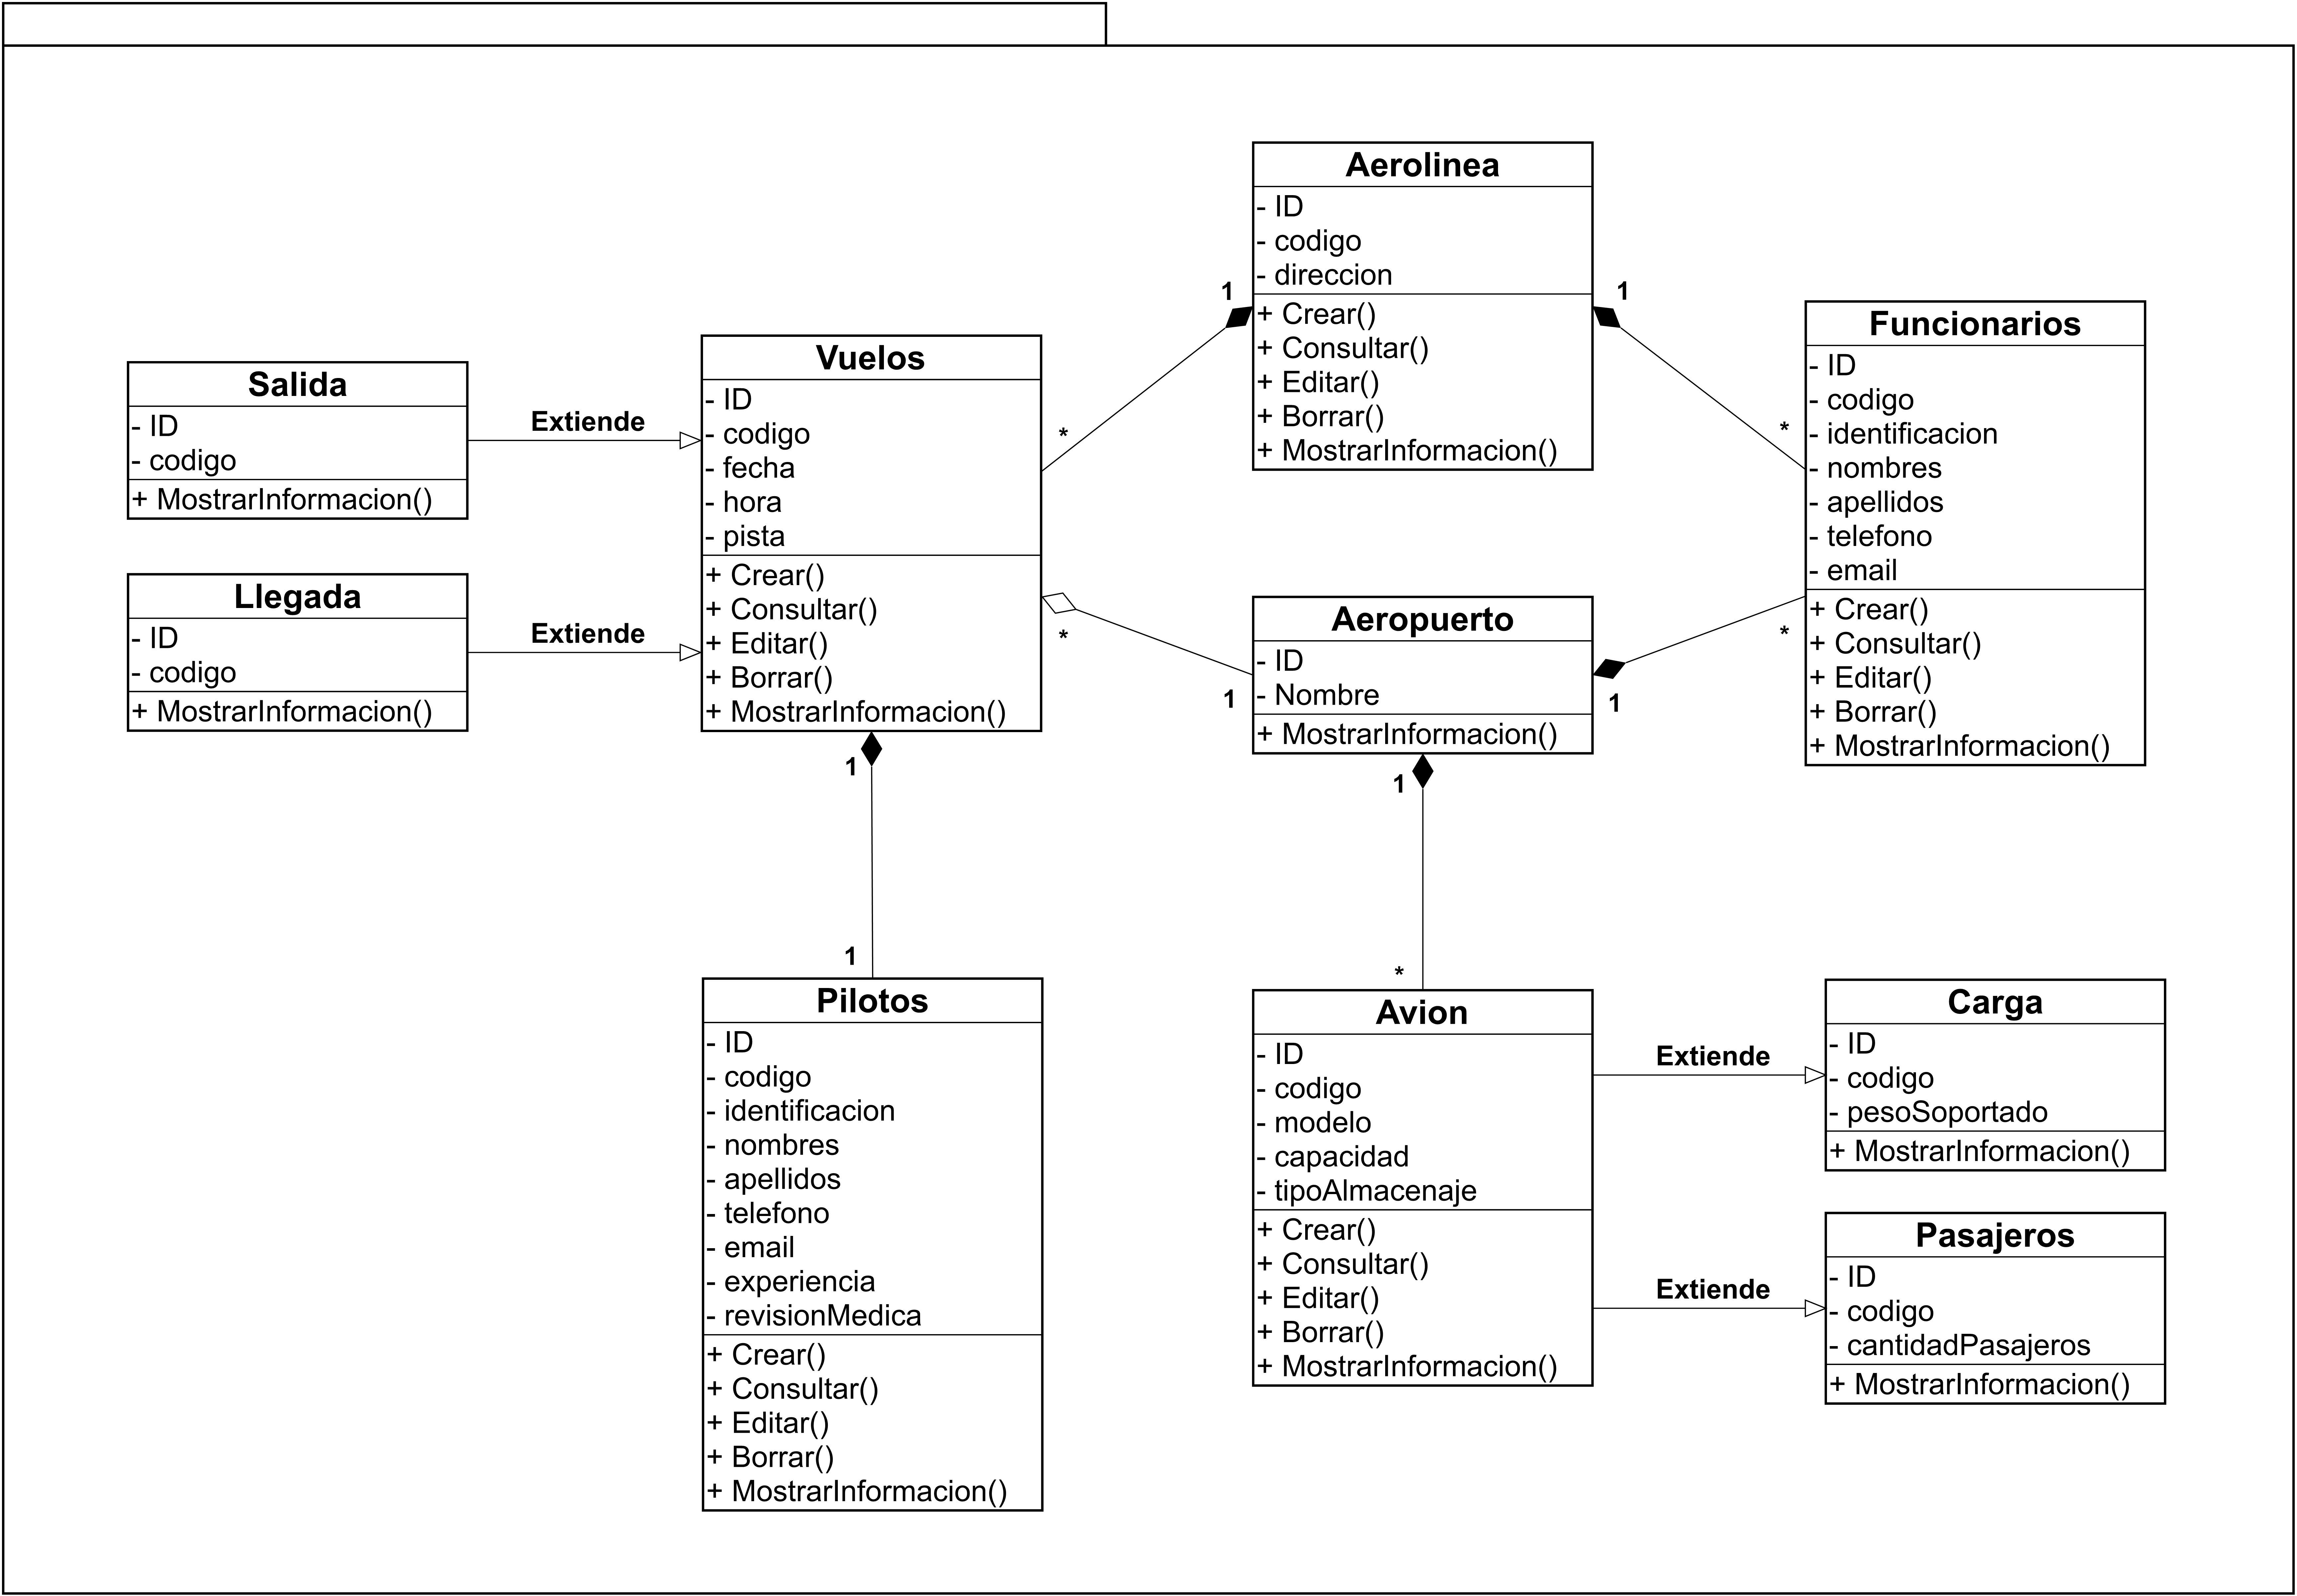 Aerolinea
- ID
- codigo
- direccion
+ Crear()
+ Consultar()
+ Editar()
+ Borrar()
+ MostrarInformacion()
1
*
1
*
Funcionarios
- ID
- codigo
- identificacion
- nombres
- apellidos
- telefono
- email
+ Crear()
+ Consultar()
+ Editar()
+ Borrar()
+ MostrarInformacion()
Vuelos
- ID
- codigo
- fecha
- hora
- pista
+ Crear()
+ Consultar()
+ Editar()
+ Borrar()
+ MostrarInformacion()
Salida
- ID
- codigo
+ MostrarInformacion()
Extiende
Llegada
- ID
- codigo
+ MostrarInformacion()
Extiende
*
1
Aeropuerto
- ID
- Nombre
+ MostrarInformacion()
1
*
1
1
1
*
Pilotos
- ID
- codigo
- identificacion
- nombres
- apellidos
- telefono
- email
- experiencia
- revisionMedica
+ Crear()
+ Consultar()
+ Editar()
+ Borrar()
+ MostrarInformacion()
Avion
- ID
- codigo
- modelo
- capacidad
- tipoAlmacenaje
+ Crear()
+ Consultar()
+ Editar()
+ Borrar()
+ MostrarInformacion()
Extiende
Carga
- ID
- codigo
- pesoSoportado
+ MostrarInformacion()
Extiende
Pasajeros
- ID
- codigo
- cantidadPasajeros
+ MostrarInformacion()